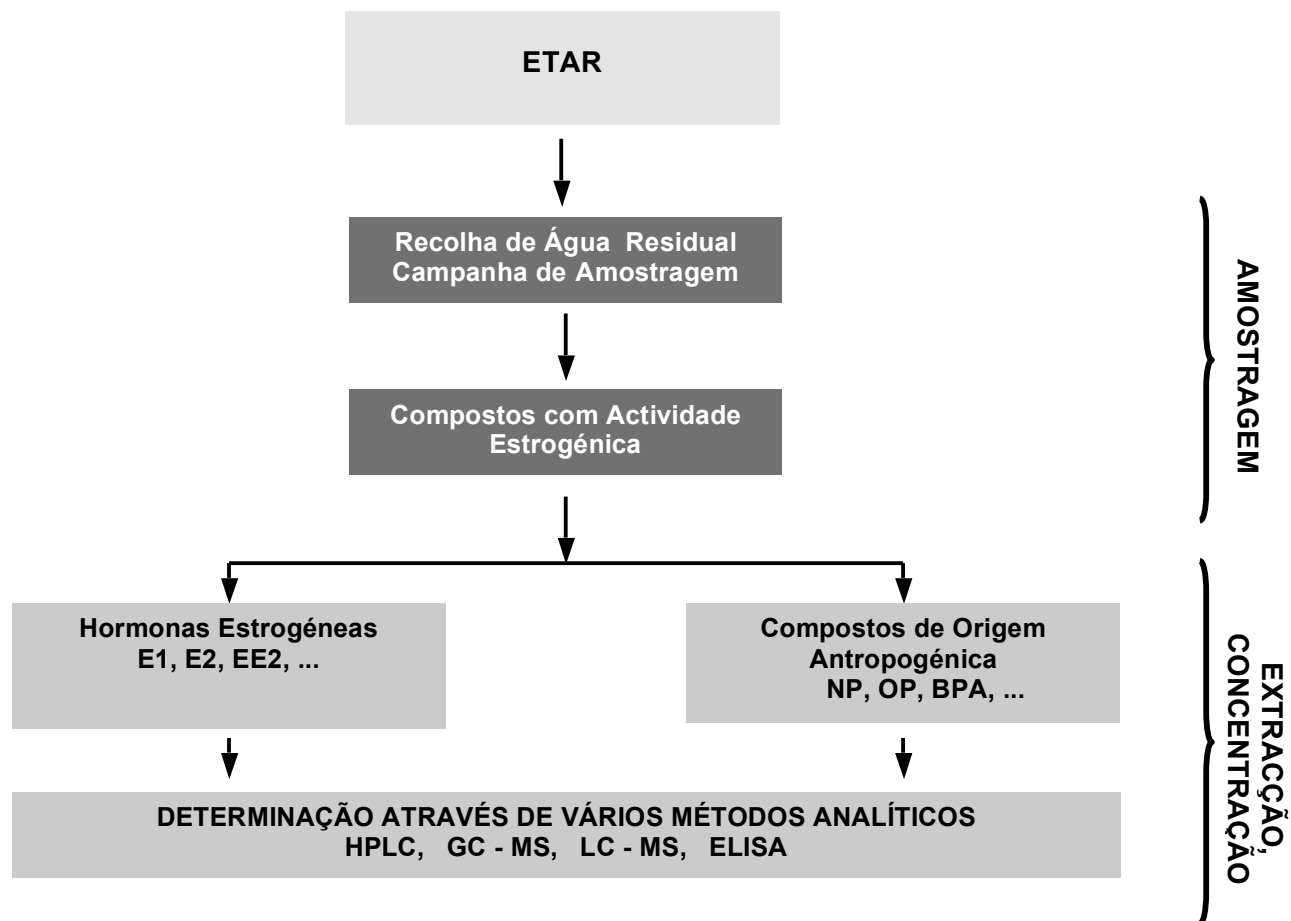 ETAR
Recolha de Água Residual
Campanha de Amostragem
Compostos com Actividade
Estrogénica
AMOSTRAGEM
Hormonas Estrogéneas
E1, E2, EE2, ...
Compostos de Origem
Antropogénica
NP, OP, BPA, ...
DETERMINAÇÃO ATRAVÉS DE VÁRIOS MÉTODOS ANALÍTICOS
HPLC, GC - MS, LC - MS, ELISA
EXTRACÇÃO,
CONCENTRAÇÃO